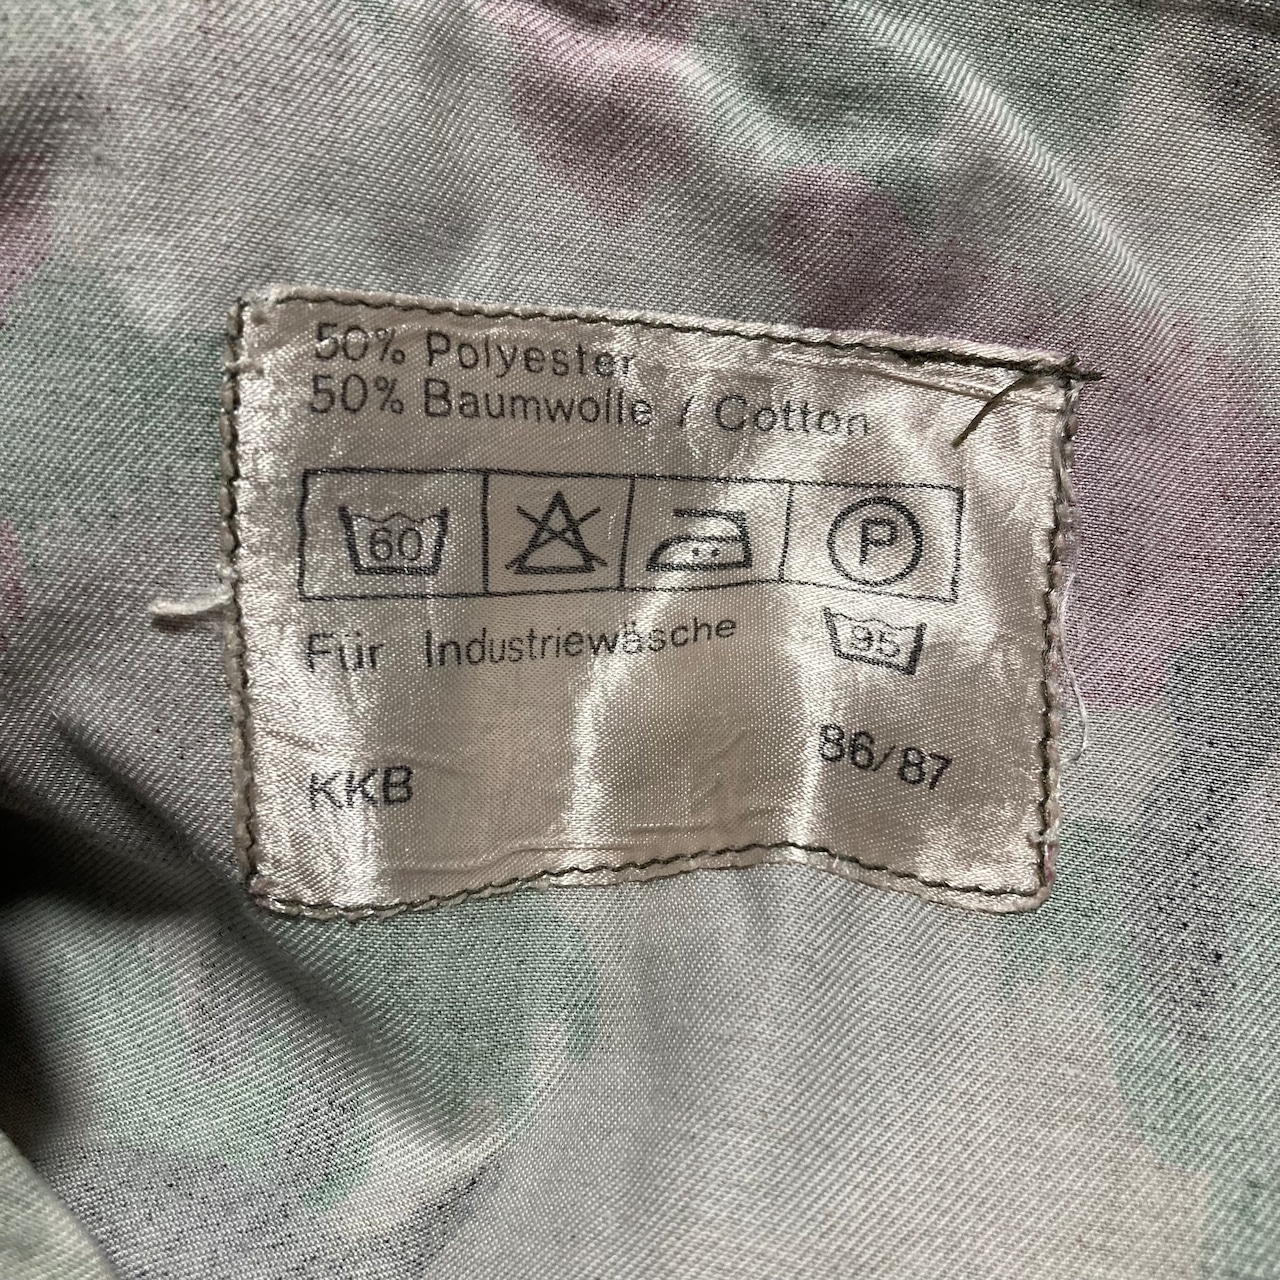 50% Polyester
50% Baumwolle / Cotton
60 P
Für Industriewäsche 95
KKB 86/87